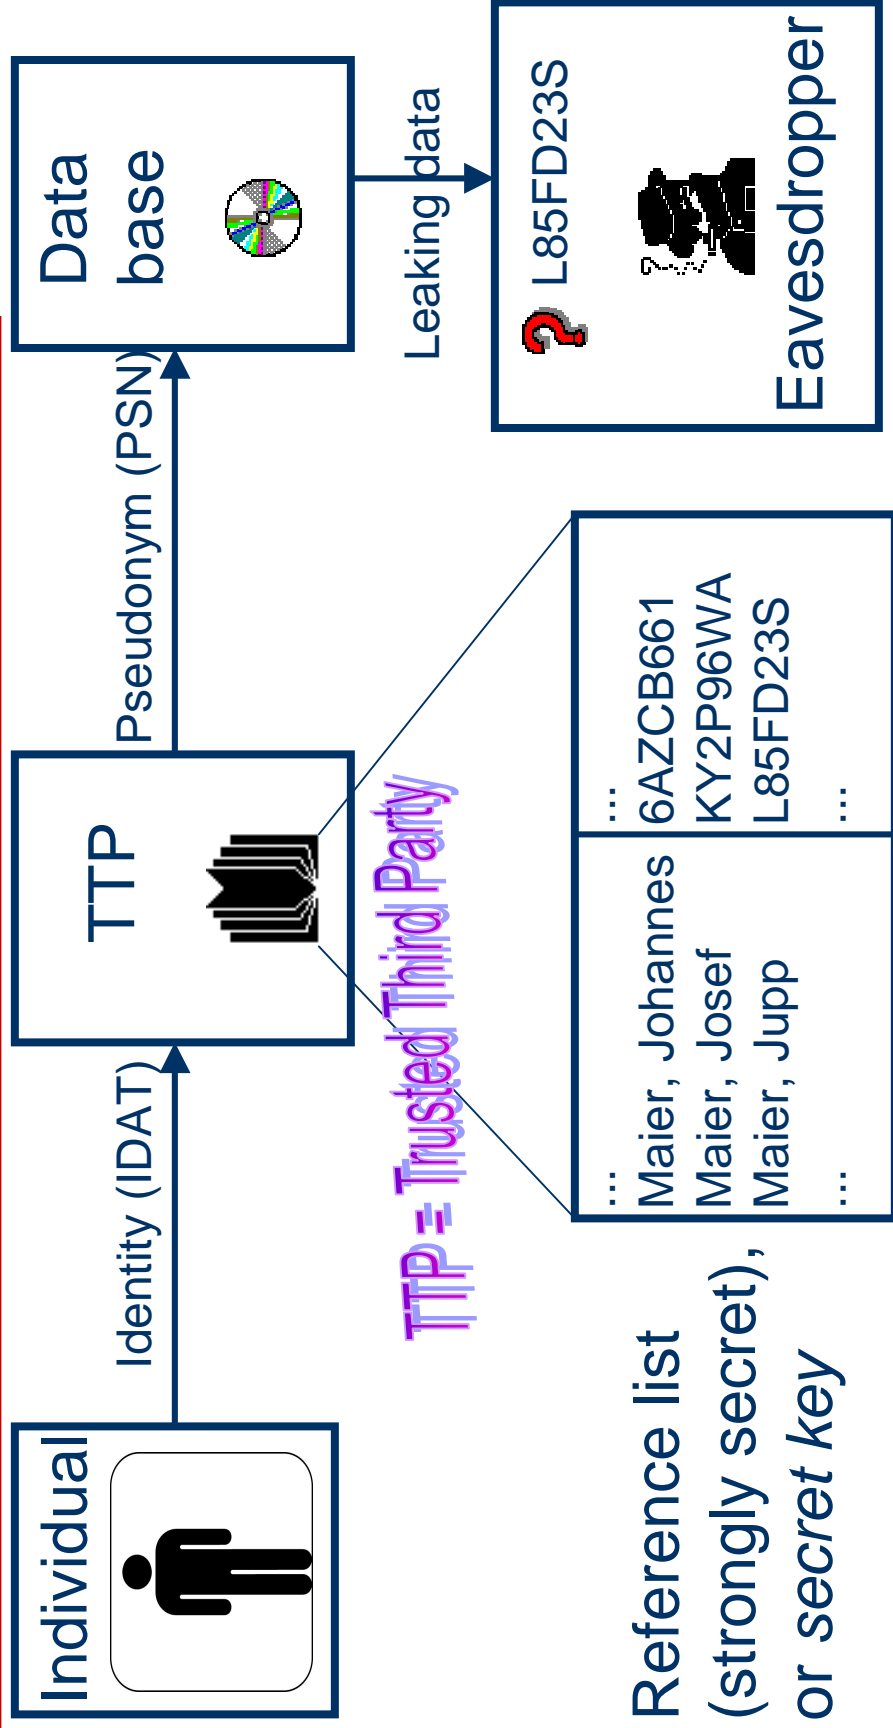 Individual
Identity (IDAT)
TTP
Pseudonym (PSN)
Data
base
Leaking data
TTP = Trusted Third Party
L85FD23S
Eavesdropper
Reference list
(strongly secret),
or secret key
... ...
Maier, Johannes 6AZCB661
Maier, Josef KY2P96WA
Maier, Jupp L85FD23S
... ...
?